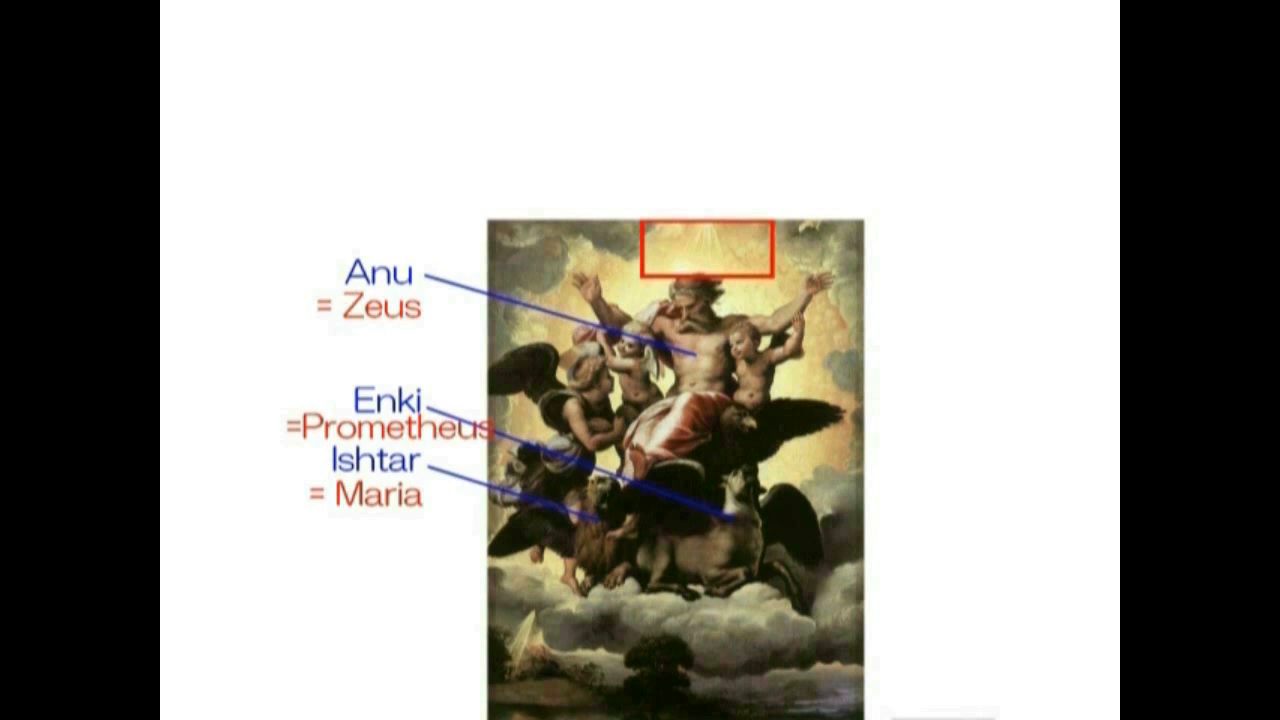 Anu
= Zeus
Enki
=Prometheus
Ishtar
= Maria